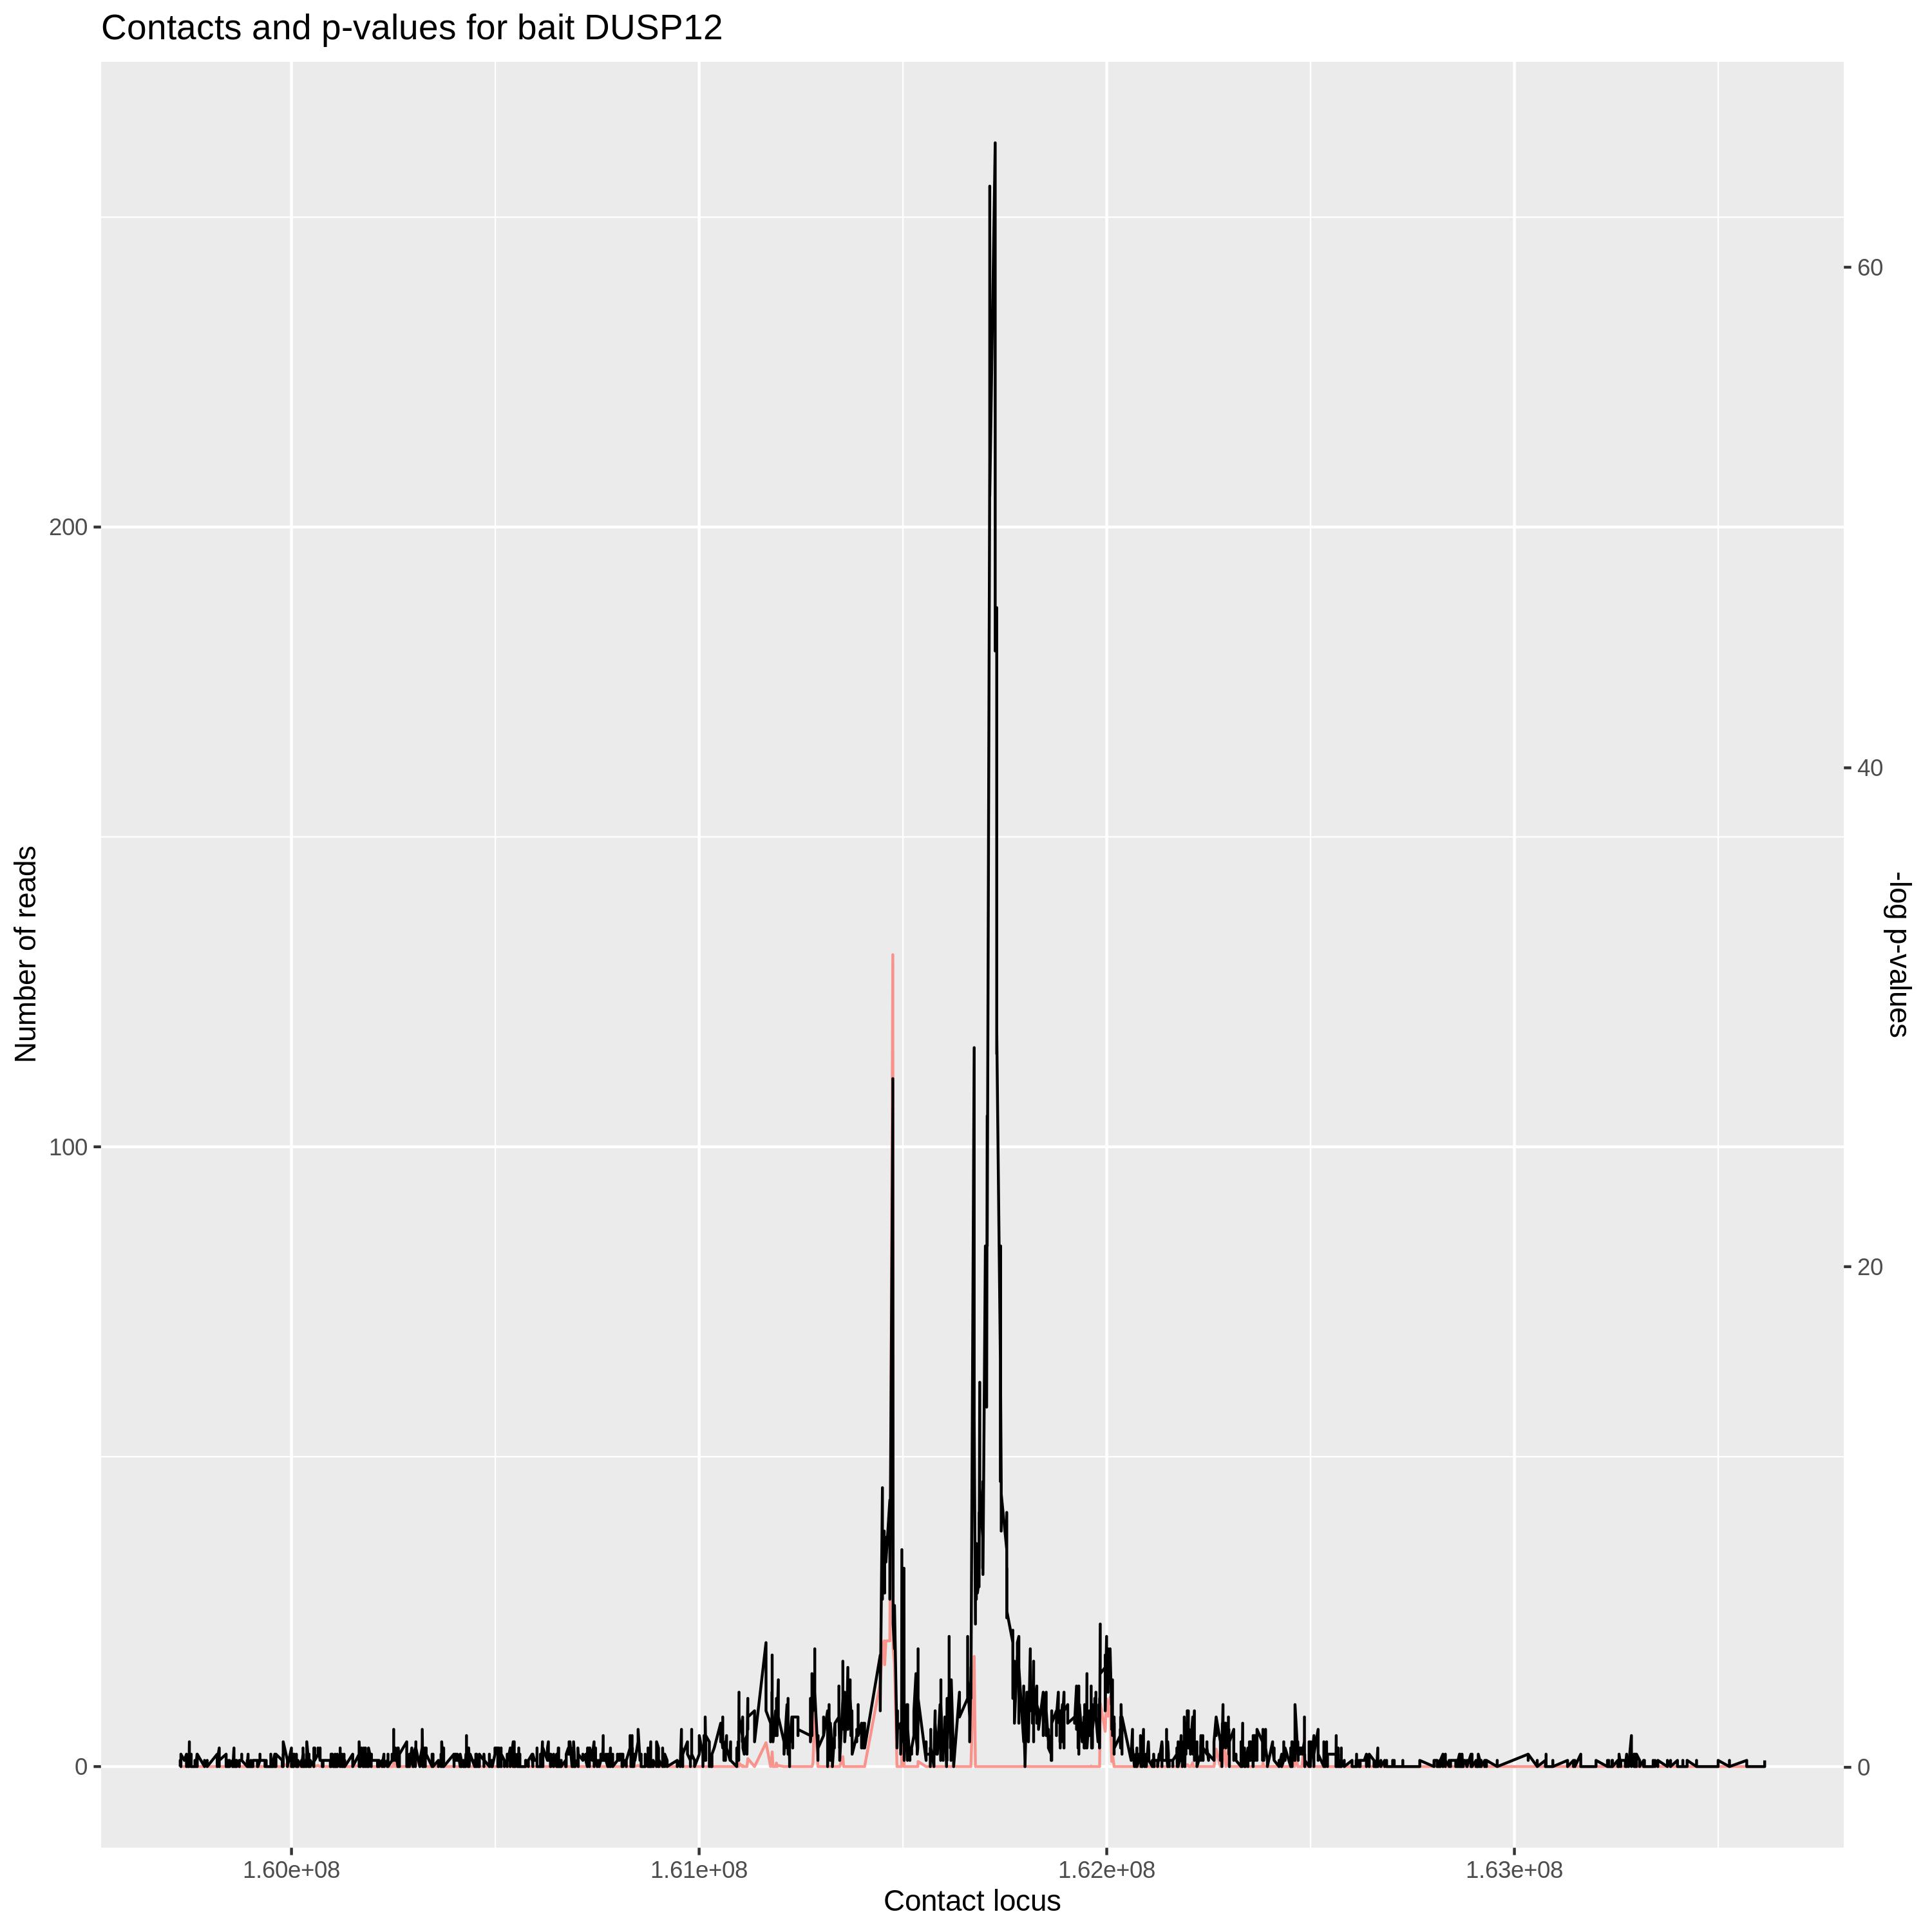 Contacts and p-values for bait DUSP12
Number of reads
200
100
0
60
40
20
0
-log p-values
1.60e+08
1.61e+08
1.62e+08
1.63e+08
Contact locus